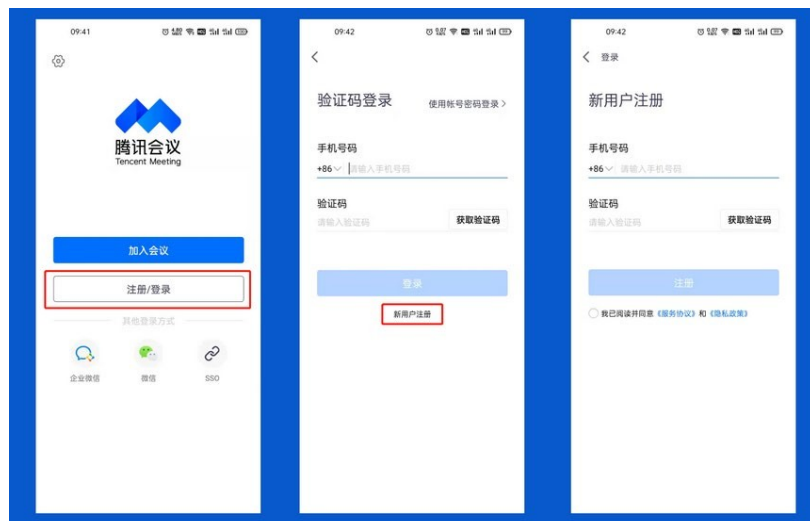 09:41
腾讯会议
Tencent Meeting
加入会议
注册/登录
其他登录方式
企业微信
微信
SSO
09:42
验证码登录
使用帐号密码登录
手机号码
+86
请输入手机号码
验证码
请输入验证码
获取验证码
登录
新用户注册
09:42
登录
新用户注册
手机号码
+86
请输入手机号码
验证码
请输入验证码
获取验证码
注册
我已阅读并同意《服务协议》和《隐私政策》